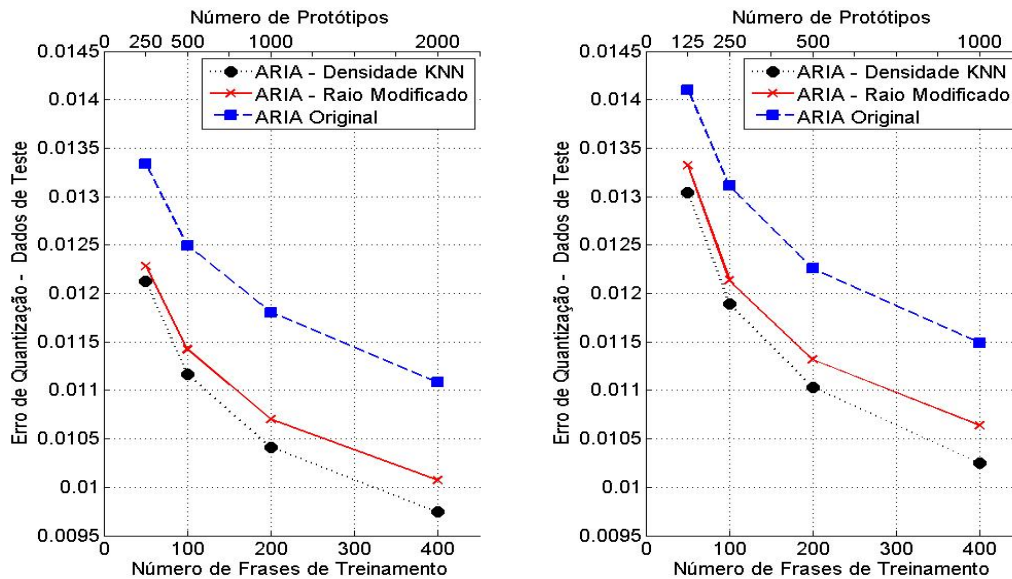 Número de Protótipos
0 250 500 1000 2000
0.0145
0.014
0.0135
0.013
0.0125
0.012
0.0115
0.011
0.0105
0.01
0.0095
Erro de Quantização - Dados de Teste
ARIA - Densidade KNN
ARIA - Raio Modificado
ARIA Original
0 100 200 300 400
Número de Frases de Treinamento
Número de Protótipos
0 125 250 500 1000
0.0145
0.014
0.0135
0.013
0.0125
0.012
0.0115
0.011
0.0105
0.01
0.0095
Erro de Quantização - Dados de Teste
ARIA - Densidade KNN
ARIA - Raio Modificado
ARIA Original
0 100 200 300 400
Número de Frases de Treinamento